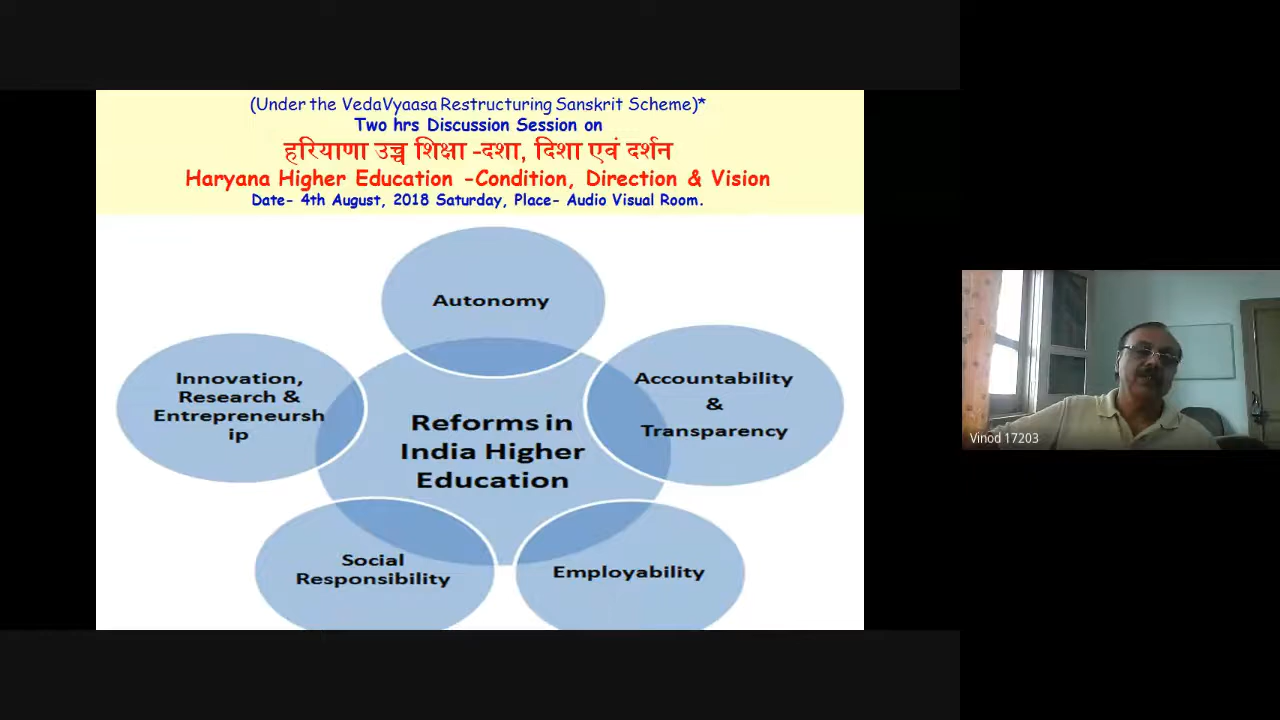 (Under the VedaVyaasa Restructuring Sanskrit Scheme)*
Two hrs Discussion Session on
हरियाणा उच्च शिक्षा -दशा, दिशा एवं दर्शन
Haryana Higher Education -Condition, Direction & Vision
Date- 4th August, 2018 Saturday, Place- Audio Visual Room.
Autonomy
Innovation,
Research &
Entrepreneursh
ip
Accountability
&
Transparency
Reforms in
India Higher
Education
Social
Responsibility
Employability
Vinod 17203